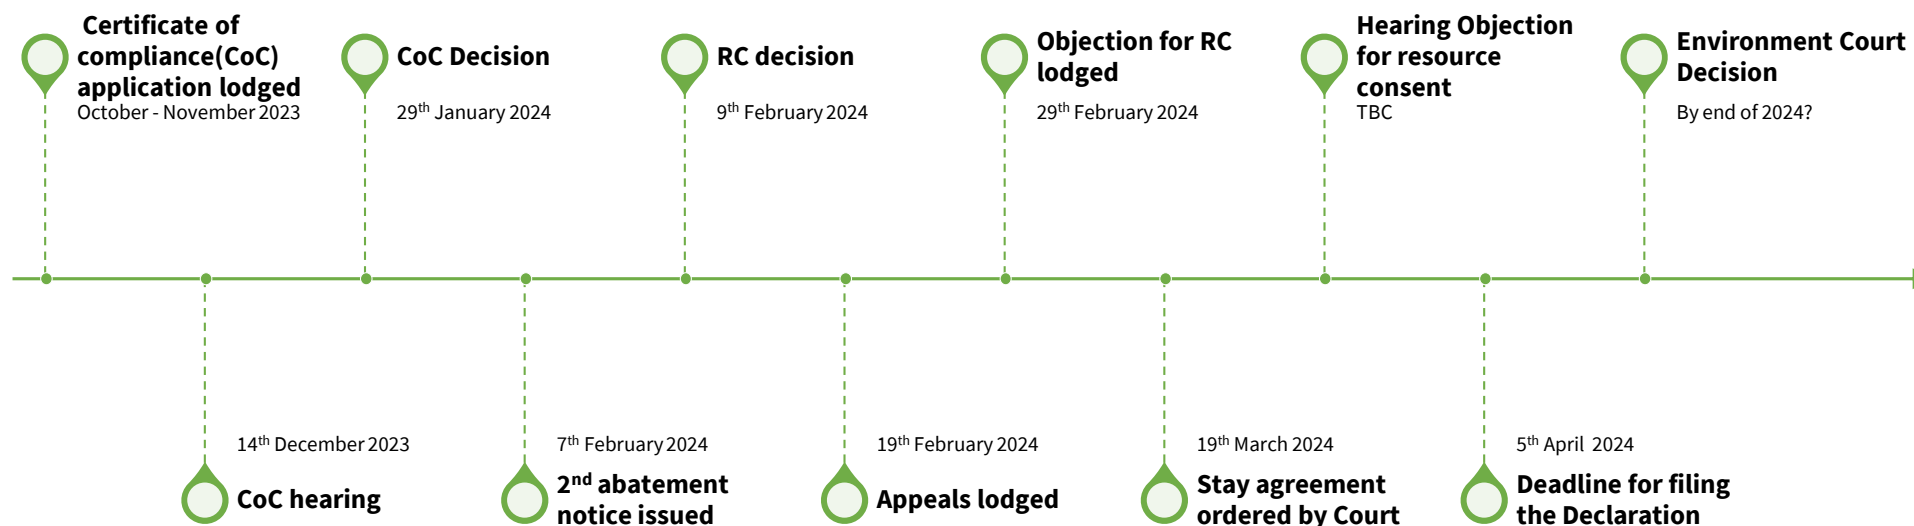 Certificate of
compliance(CoC)
application lodged
October - November 2023
CoC Decision
29th January 2024
RC decision
9th February 2024
Objection for RC
lodged
29th February 2024
Hearing Objection
for resource
consent
TBC
Environment Court
Decision
By end of 2024?
14th December 2023
CoC hearing
7th February 2024
2nd abatement
notice issued
19th February 2024
Appeals lodged
19th March 2024
Stay agreement
ordered by Court
5th April 2024
Deadline for filing
the Declaration